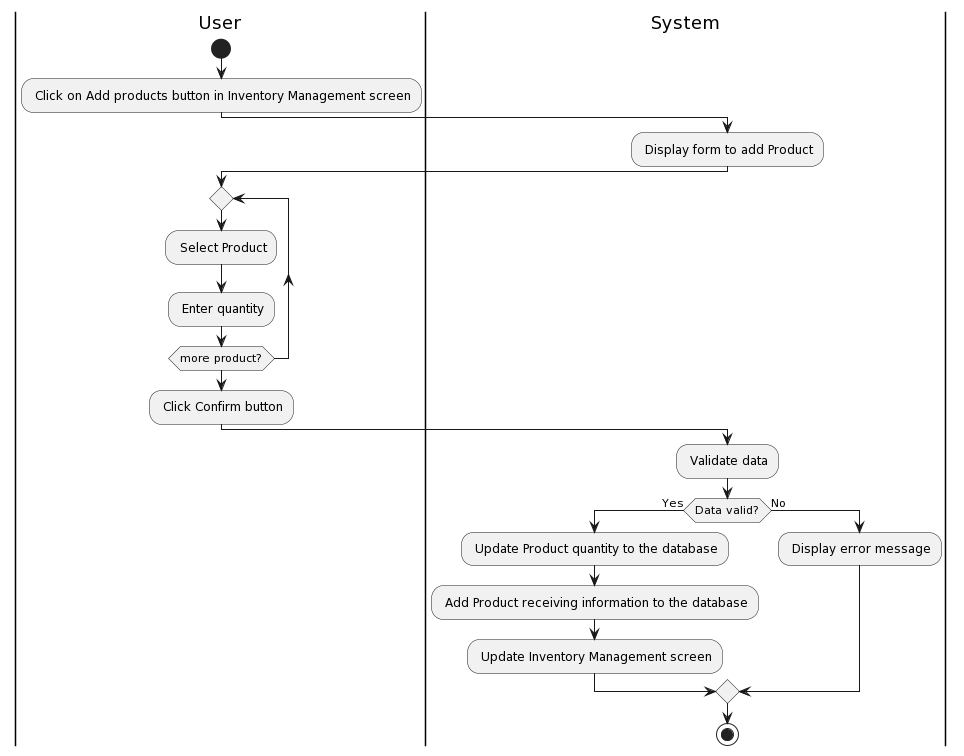 User
System
Click on Add products button in Inventory Management screen
Display form to add Product
Select Product
Enter quantity
more product?
Click Confirm button
Validate data
Yes
Data valid?
No
Update Product quantity to the database
Display error message
Add Product receiving information to the database
Update Inventory Management screen